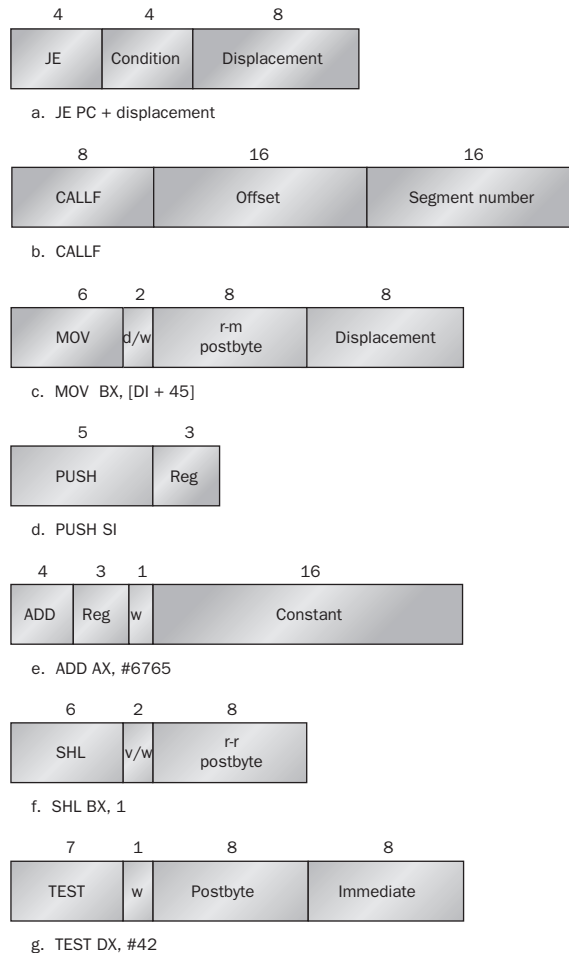 4 4 8
JE Condition Displacement
a. JE PC + displacement
8 16 16
CALLF Offset Segment number
b. CALLF
6 2 8 8
MOV d/w r-m postbyte Displacement
c. MOV BX, [DI + 45]
5 3
PUSH Reg
d. PUSH SI
4 3 1 16
ADD Reg w Constant
e. ADD AX, #6765
6 2 8
SHL v/w r-r postbyte
f. SHL BX, 1
7 1 8 8
TEST w Postbyte Immediate
g. TEST DX, #42